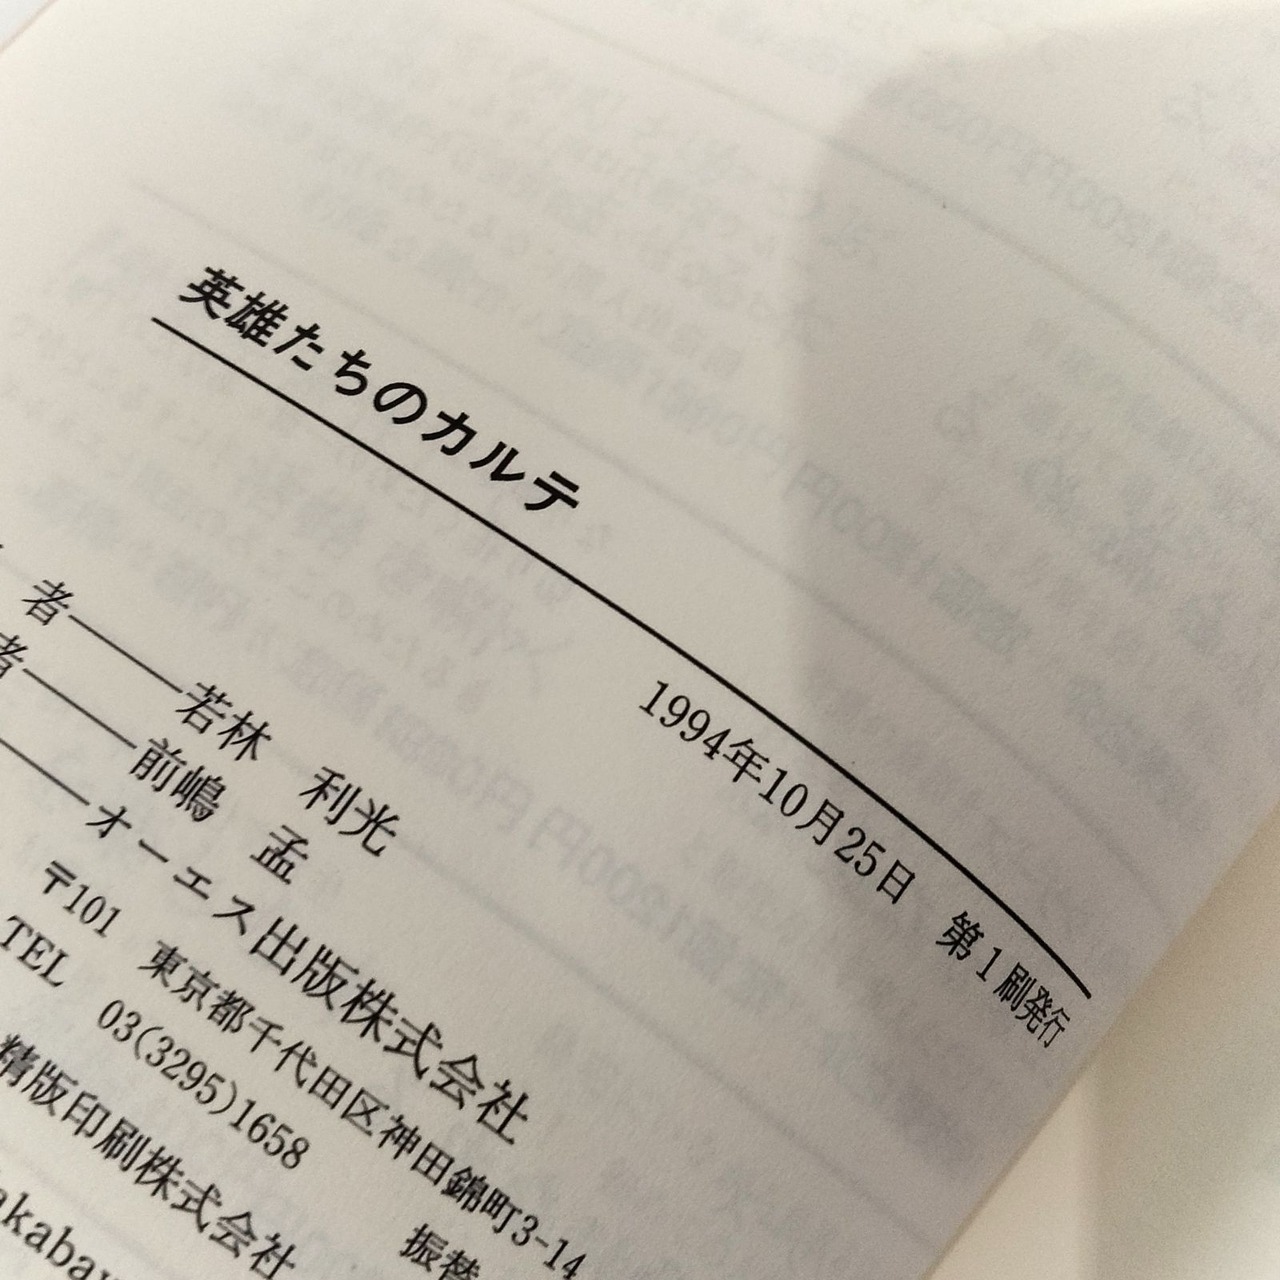 英雄たちのカルテ
1994年10月25日　第1刷発行
者――若林　利光
者――前嶋　孟
――オーエス出版株式会社
〒101　東京都千代田区神田錦町3-14
TEL　03(3295)1658　振替
精版印刷株式会社
akabay